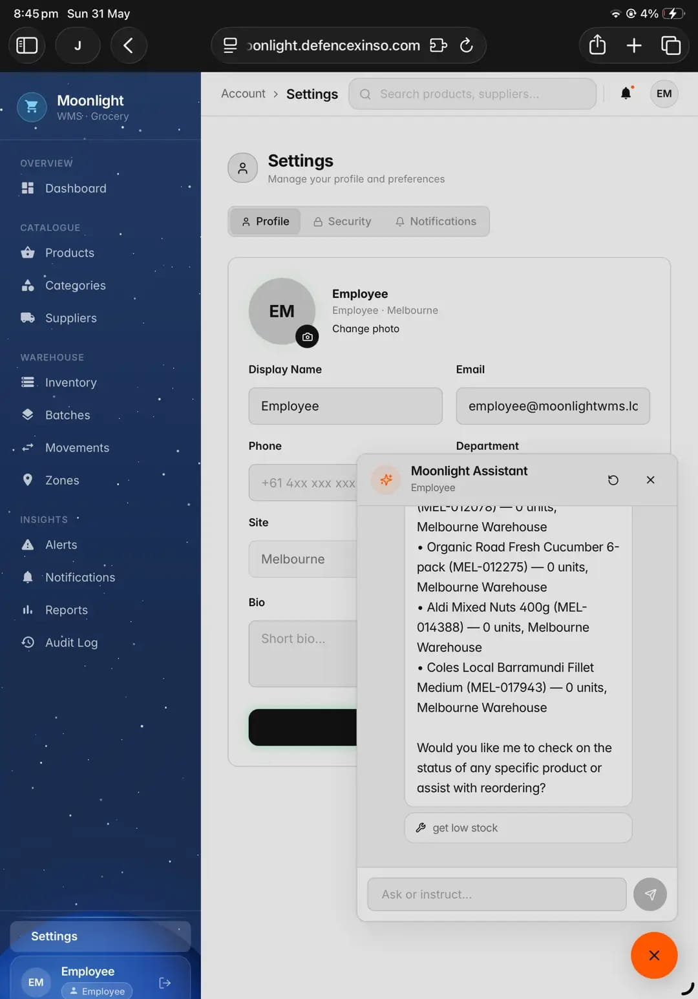 8:45 pm Sun 31 May
4%
J
oonlight.defencexinso.com
Moonlight
WMS · Grocery
Account > Settings
Search products, suppliers...
EM
OVERVIEW
Dashboard
CATALOGUE
Products
Categories
Suppliers
WAREHOUSE
Inventory
Batches
Movements
Zones
INSIGHTS
Alerts
Notifications
Reports
Audit Log
Settings
EM
Employee
Employee
Settings
Manage your profile and preferences
Profile
Security
Notifications
EM
Employee
Employee · Melbourne
Change photo
Display Name
Email
Employee
employee@moonlightwms.lc
Phone
Department
+61 4xx xxx xxx
Site
Melbourne
Bio
Short bio...
Moonlight Assistant
Employee
(MEL-012078) — 0 units,
Melbourne Warehouse
• Organic Road Fresh Cucumber 6-
pack (MEL-012275) — 0 units,
Melbourne Warehouse
• Aldi Mixed Nuts 400g (MEL-
014388) — 0 units, Melbourne
Warehouse
• Coles Local Barramundi Fillet
Medium (MEL-017943) — 0 units,
Melbourne Warehouse
Would you like me to check on the
status of any specific product or
assist with reordering?
get low stock
Ask or instruct...